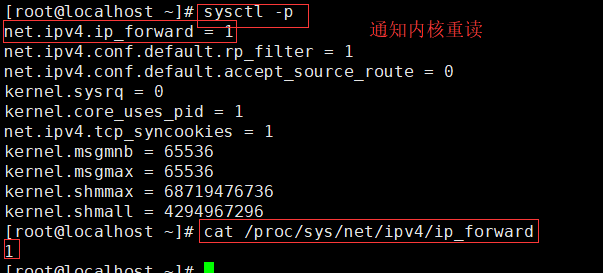 [root@localhost ~]# sysctl -p
net.ipv4.ip_forward = 1
通知内核重读
net.ipv4.conf.default.rp_filter = 1
net.ipv4.conf.default.accept_source_route = 0
kernel.sysrq = 0
kernel.core_uses_pid = 1
net.ipv4.tcp_syncookies = 1
kernel.msgmnb = 65536
kernel.msgmax = 65536
kernel.shmmax = 68719476736
kernel.shmall = 4294967296
[root@localhost ~]# cat /proc/sys/net/ipv4/ip_forward
1
[root@localhost ~]#